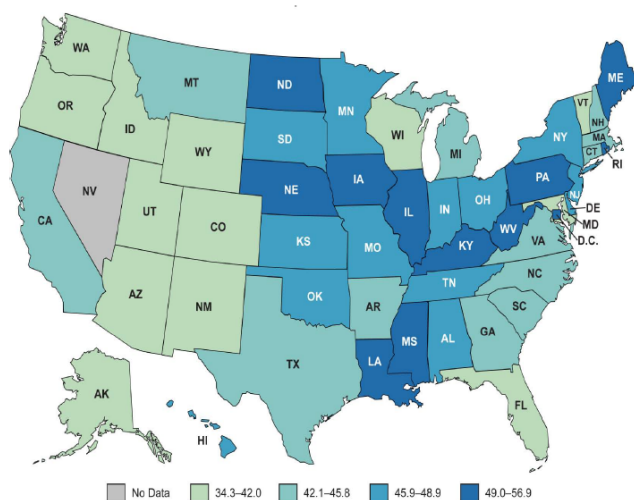 WA
MT
ND
MN
ME
OR
ID
SD
WI
VT
NH
NY
MA
CT
RI
WY
MI
IA
PA
NJ
NV
NE
IL
IN
OH
DE
MD
D.C.
CA
UT
CO
KS
MO
WV
VA
KY
NC
TN
AZ
NM
OK
AR
SC
MS
AL
GA
TX
LA
AK
HI
FL
No Data 34.3–42.0 42.1–45.8 45.9–48.9 49.0–56.9